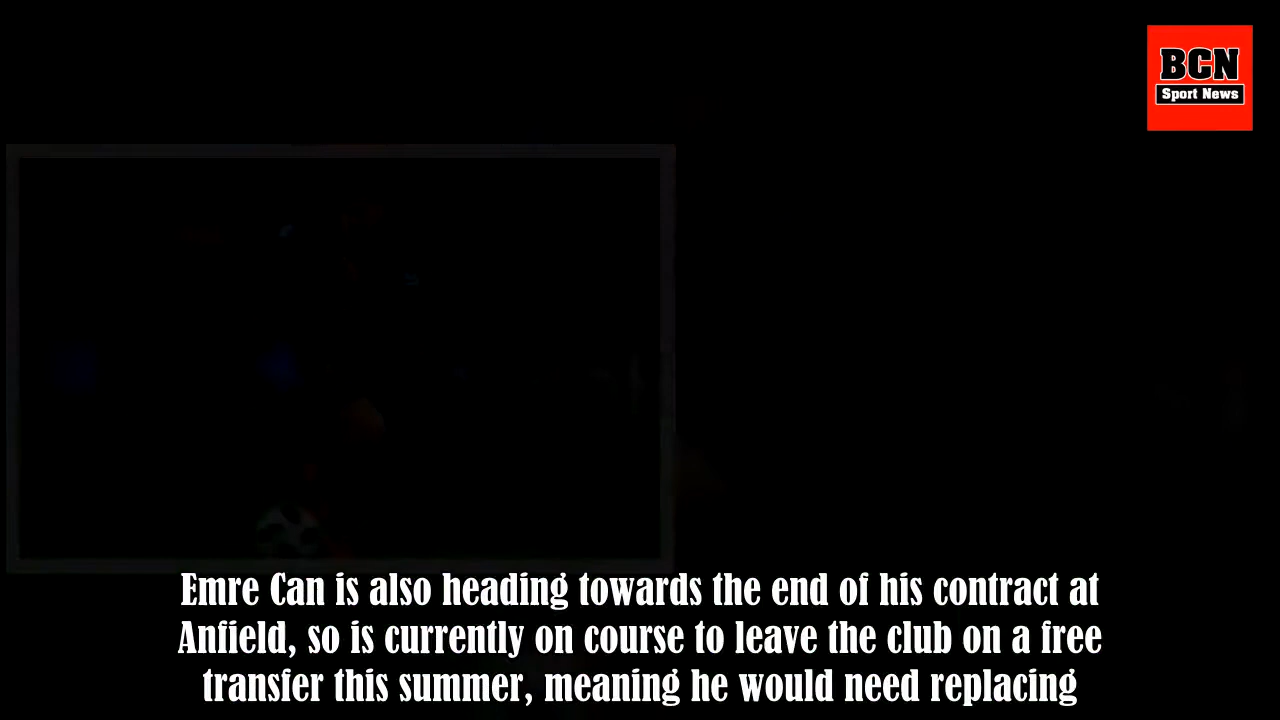 BCN
Sport News
Emre Can is also heading towards the end of his contract at
Anfield, so is currently on course to leave the club on a free
transfer this summer, meaning he would need replacing